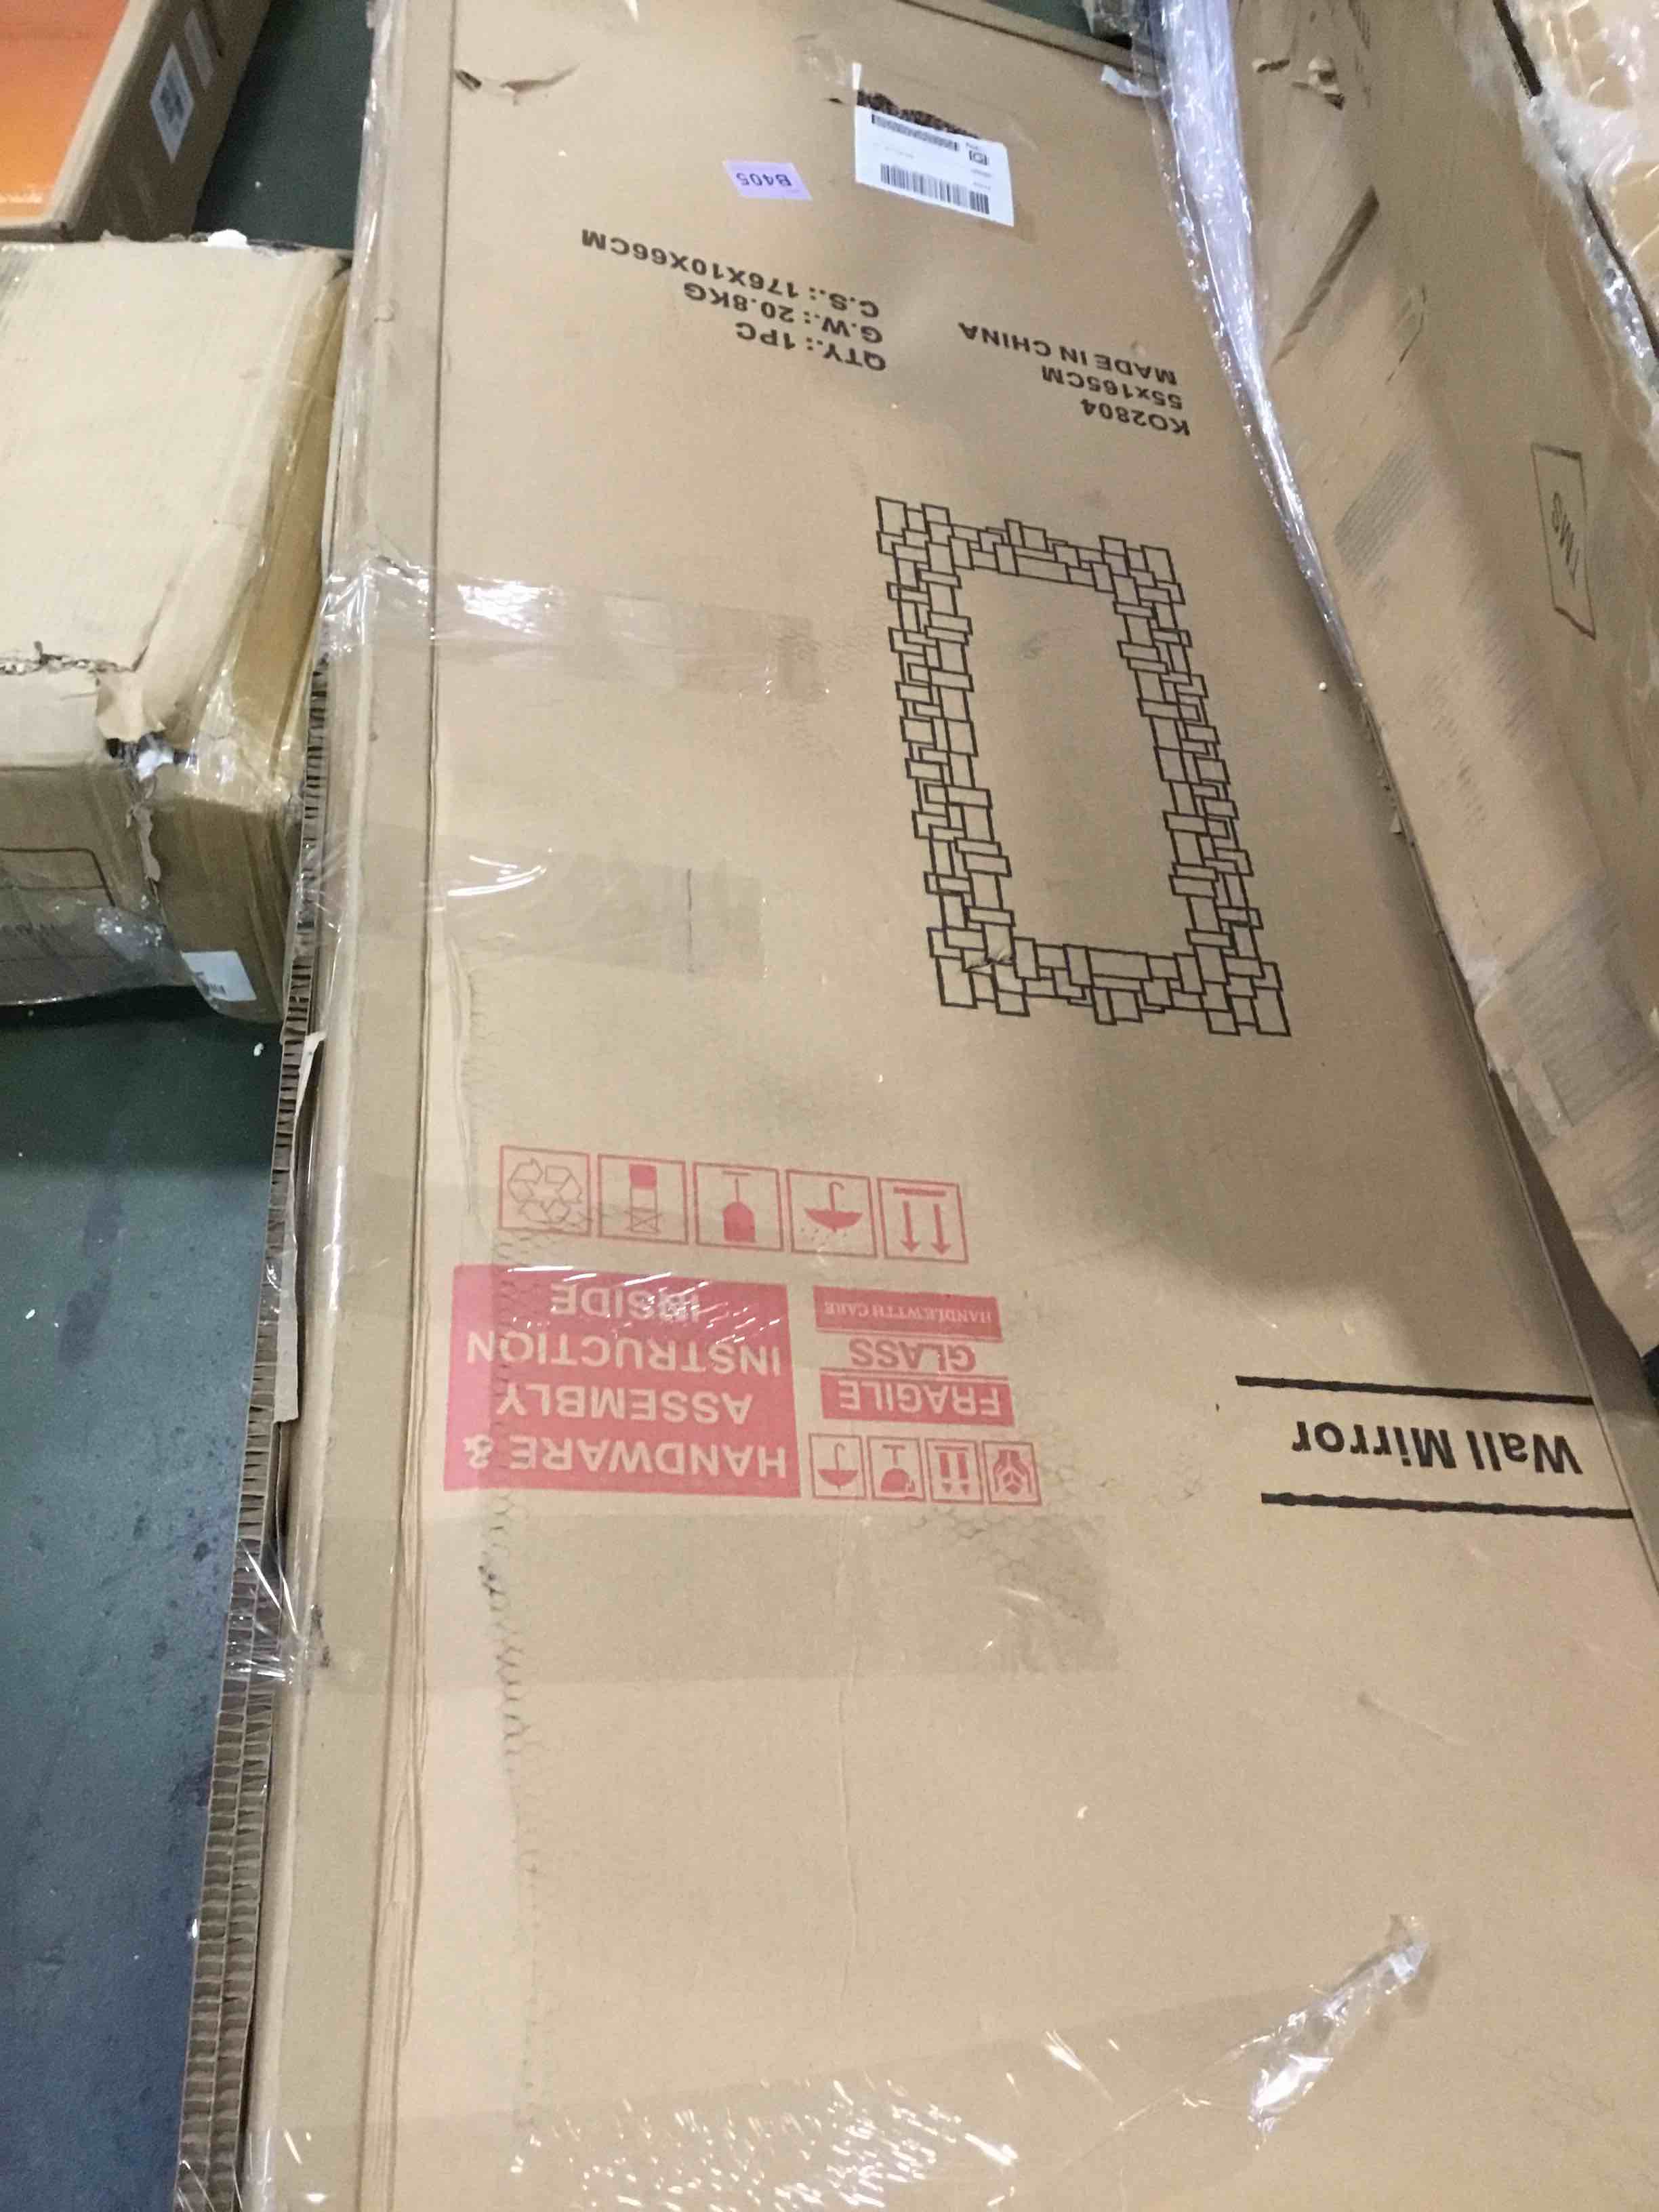 Wall Mirror
HANDWARE &
ASSEMBLY
INSTRUCTION
INSIDE
FRAGILE
GLASS
HANDLE WTTH CARE
KO2804
55x165CM
MADE IN CHINA
QTY.: 1PC
G.W.: 20.8KG
C.S.: 176X10X66CM
B405